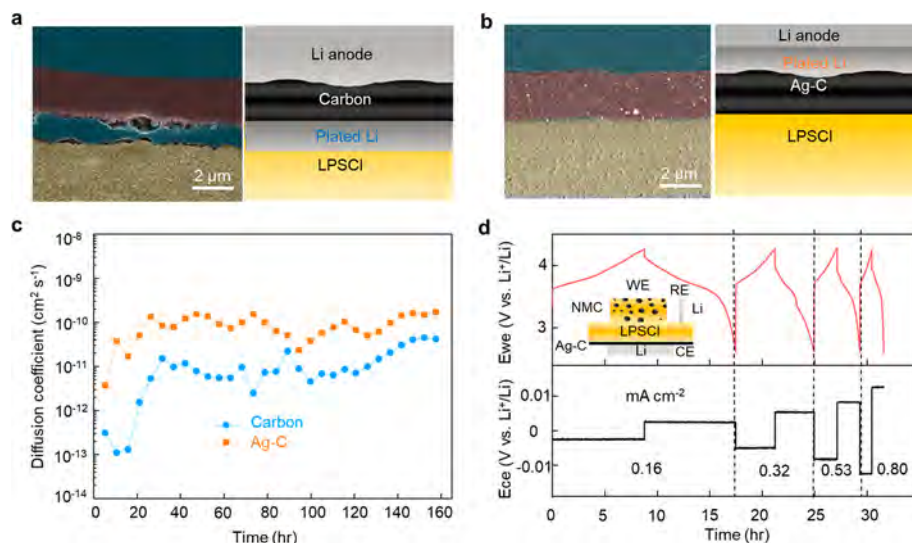 a
Li anode
Carbon
Plated Li
LPSCl
2 μm
b
Li anode
Plated Li
Ag-C
LPSCl
2 μm
c
Diffusion coefficient (cm² s⁻¹)
10⁻⁸
10⁻⁹
10⁻¹⁰
10⁻¹¹
10⁻¹²
10⁻¹³
10⁻¹⁴
Carbon
Ag-C
0 20 40 60 80 100 120 140 160
Time (hr)
d
Ewe (V vs. Li⁺/Li)
4
3
WE
RE
NMC
Li
LPSCl
Ag-C
Li
CE
Ece (V vs. Li⁺/Li)
0.01
0
-0.01
mA cm⁻²
0.16
0.32
0.53
0.80
0 5 10 15 20 25 30 35
Time (hr)